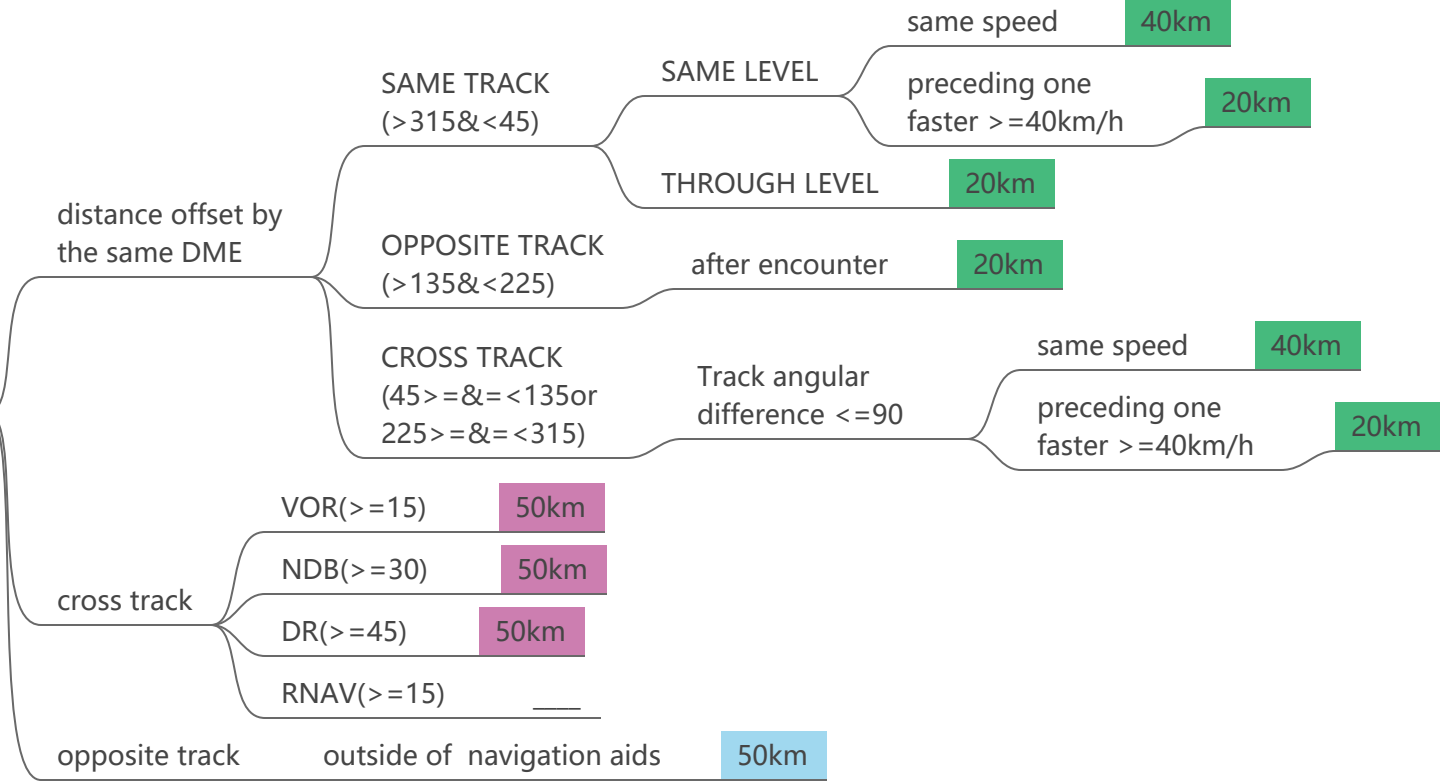 distance offset by
the same DME
SAME TRACK
(>315&<45)
SAME LEVEL
same speed
40km
preceding one
faster >=40km/h
20km
THROUGH LEVEL
20km
OPPOSITE TRACK
(>135&<225)
after encounter
20km
CROSS TRACK
(45>=&=<135or
225>=&=<315)
Track angular
difference <=90
same speed
40km
preceding one
faster >=40km/h
20km
cross track
VOR(>=15)
50km
NDB(>=30)
50km
DR(>=45)
50km
RNAV(>=15)
____
opposite track
outside of navigation aids
50km